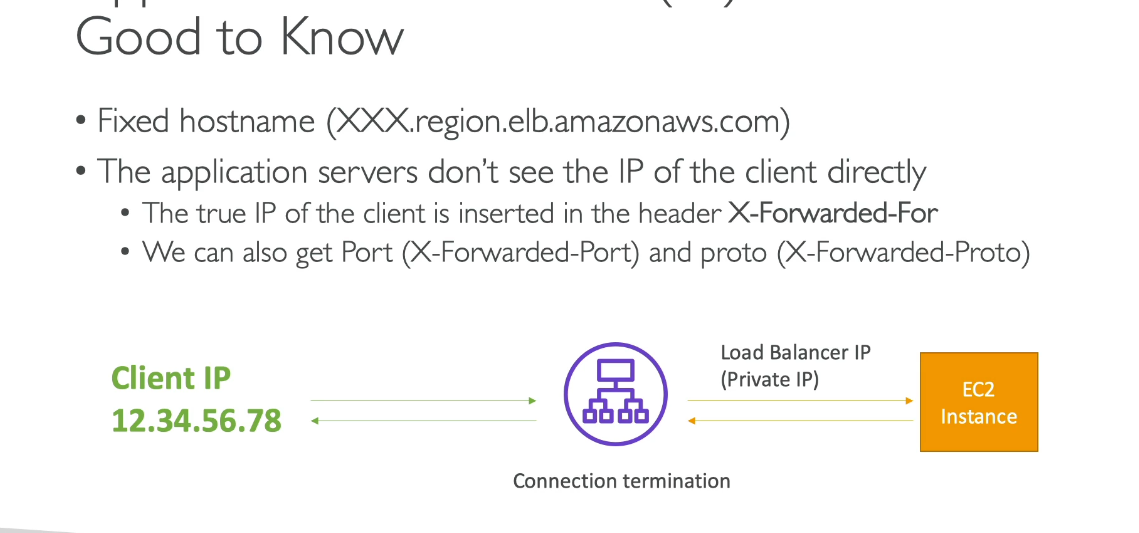 Good to Know
• Fixed hostname (XXX.region.elb.amazonaws.com)
• The application servers don't see the IP of the client directly
• The true IP of the client is inserted in the header X-Forwarded-For
• We can also get Port (X-Forwarded-Port) and proto (X-Forwarded-Proto)
Load Balancer IP
(Private IP)
Client IP
12.34.56.78
EC2
Instance
Connection termination